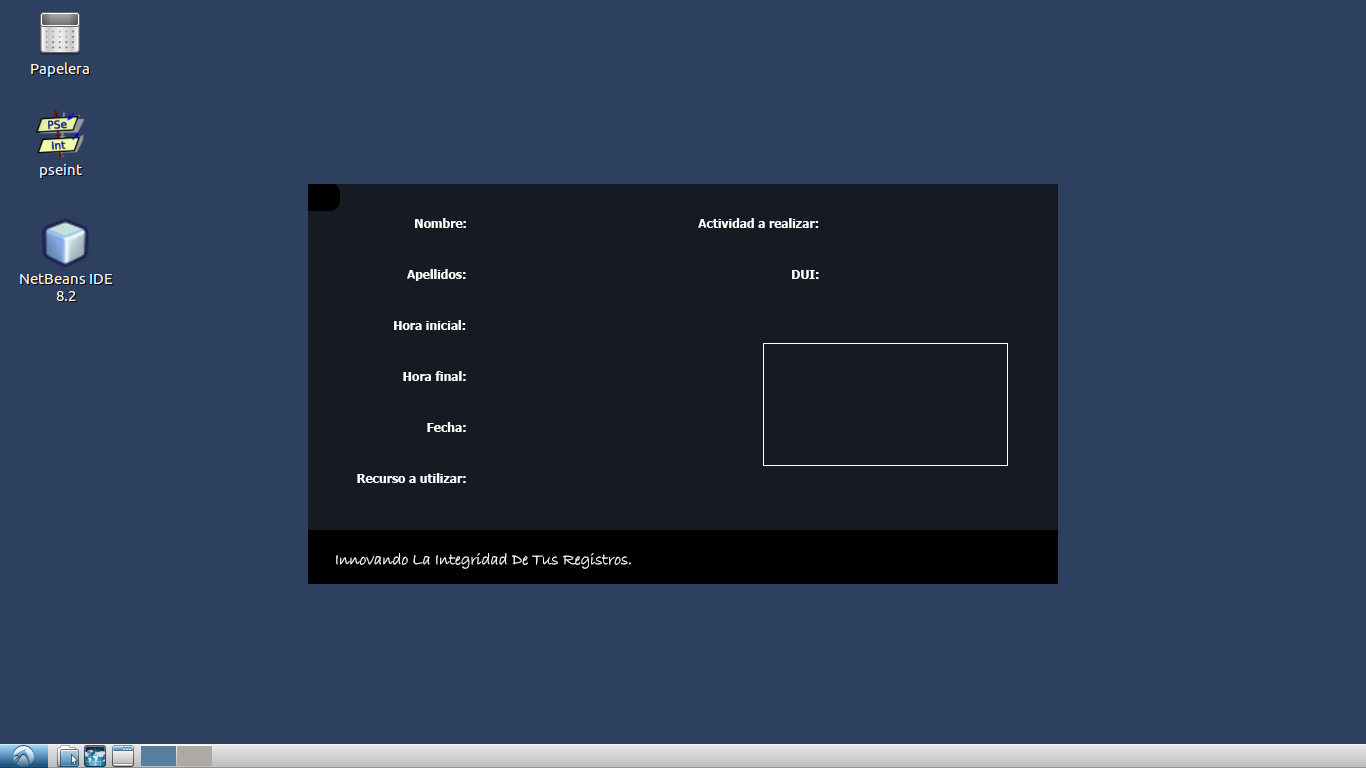 Papelera
PSe
Int
pseint
NetBeans IDE
8.2
Nombre:
Actividad a realizar:
Apellidos:
DUI:
Hora inicial:
Hora final:
Fecha:
Recurso a utilizar:
Innovando La Integridad De Tus Registros.